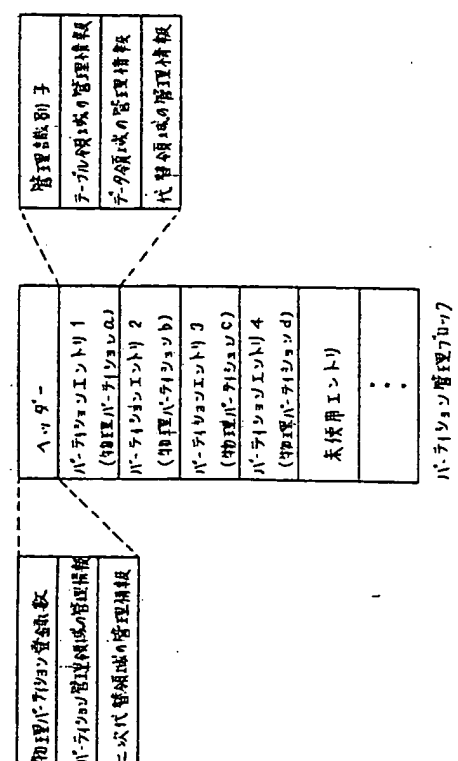 管理識別子
テーブル領域の管理情報
データ領域の管理情報
代替領域の管理情報
ヘッダー
パーティションエントリ1
(物理パーティションa)
パーティションエントリ2
(物理パーティションb)
パーティションエントリ3
(物理パーティションc)
パーティションエントリ4
(物理パーティションd)
未使用エントリ
⋮
パーティション管理ブロック
物理パーティション登録数
パーティション管理領域の管理情報
二次代替領域の管理情報